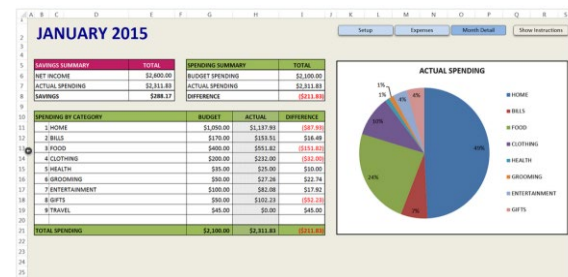 JANUARY 2015
Setup
Expenses
Month Detail
Show Instructions
SAVINGS SUMMARY TOTAL
NET INCOME $2,600.00
ACTUAL SPENDING $2,311.83
SAVINGS $288.17
SPENDING SUMMARY TOTAL
BUDGET SPENDING $2,100.00
ACTUAL SPENDING $2,311.83
DIFFERENCE ($211.83)
SPENDING BY CATEGORY BUDGET ACTUAL DIFFERENCE
1 HOME $1,050.00 $1,137.93 ($87.93)
2 BILLS $170.00 $153.51 $16.49
3 FOOD $400.00 $551.82 ($151.82)
4 CLOTHING $200.00 $232.00 ($32.00)
5 HEALTH $35.00 $25.00 $10.00
6 GROOMING $50.00 $27.26 $22.74
7 ENTERTAINMENT $100.00 $82.08 $17.92
8 GIFTS $50.00 $102.23 ($52.23)
9 TRAVEL $45.00 $0.00 $45.00
TOTAL SPENDING $2,100.00 $2,311.83 ($211.83)
ACTUAL SPENDING
1%
1%
4%
4%
10%
24%
7%
49%
HOME
BILLS
FOOD
CLOTHING
HEALTH
GROOMING
ENTERTAINMENT
GIFTS